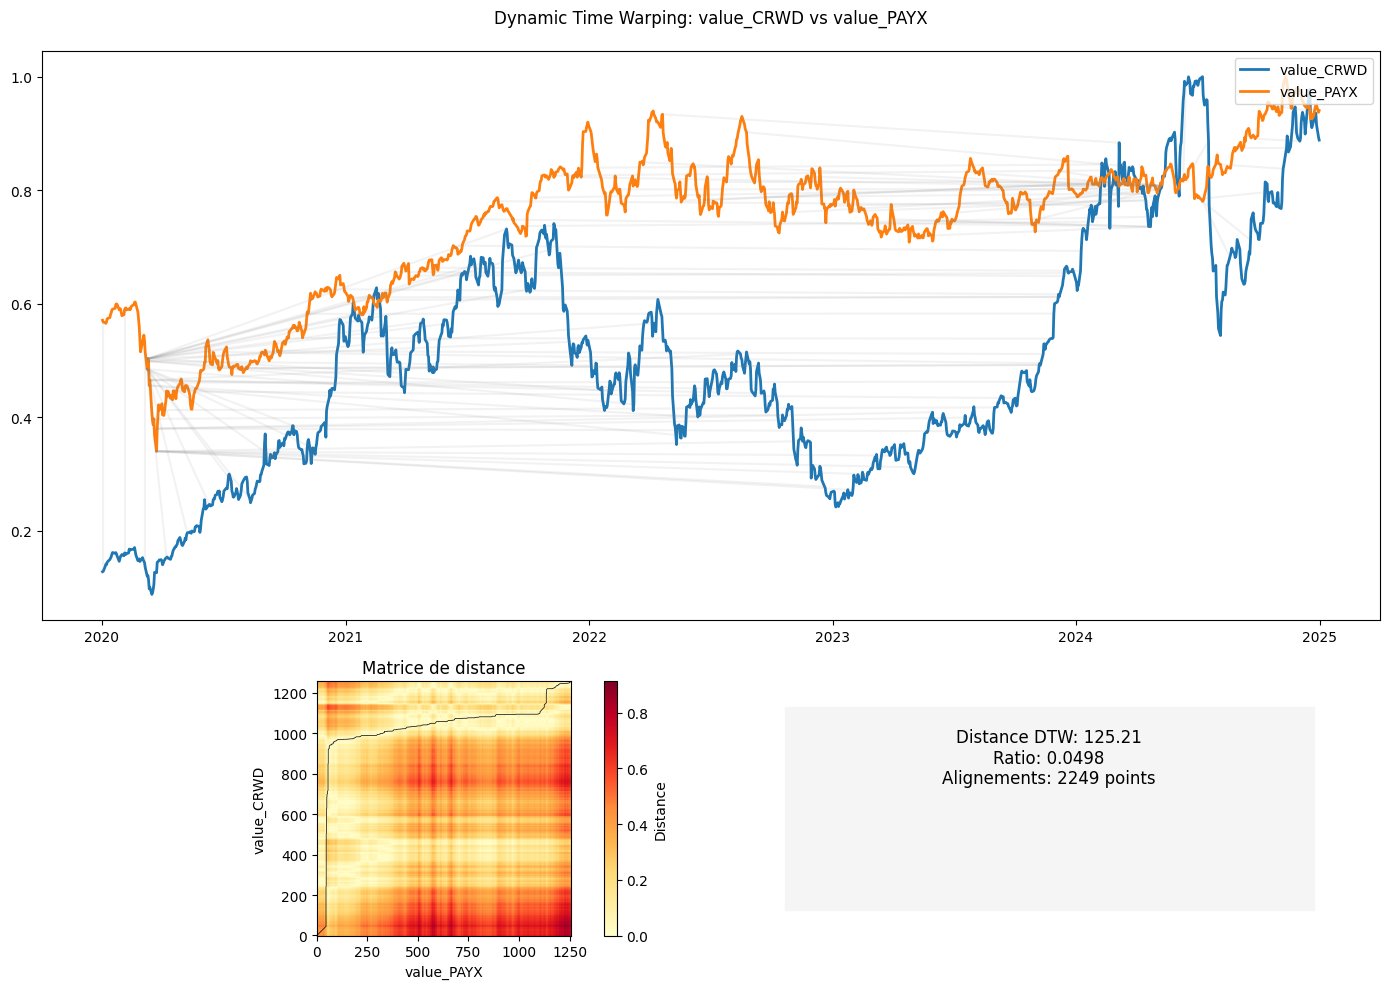 Dynamic Time Warping: value_CRWD vs value_PAYX
value_CRWD
value_PAYX
1.0
0.8
0.6
0.4
0.2
2020 2021 2022 2023 2024 2025
Matrice de distance
value_CRWD
1200
1000
800
600
400
200
0
0 250 500 750 1000 1250
value_PAYX
0.8
0.6
0.4
0.2
0.0
Distance
Distance DTW: 125.21
Ratio: 0.0498
Alignements: 2249 points